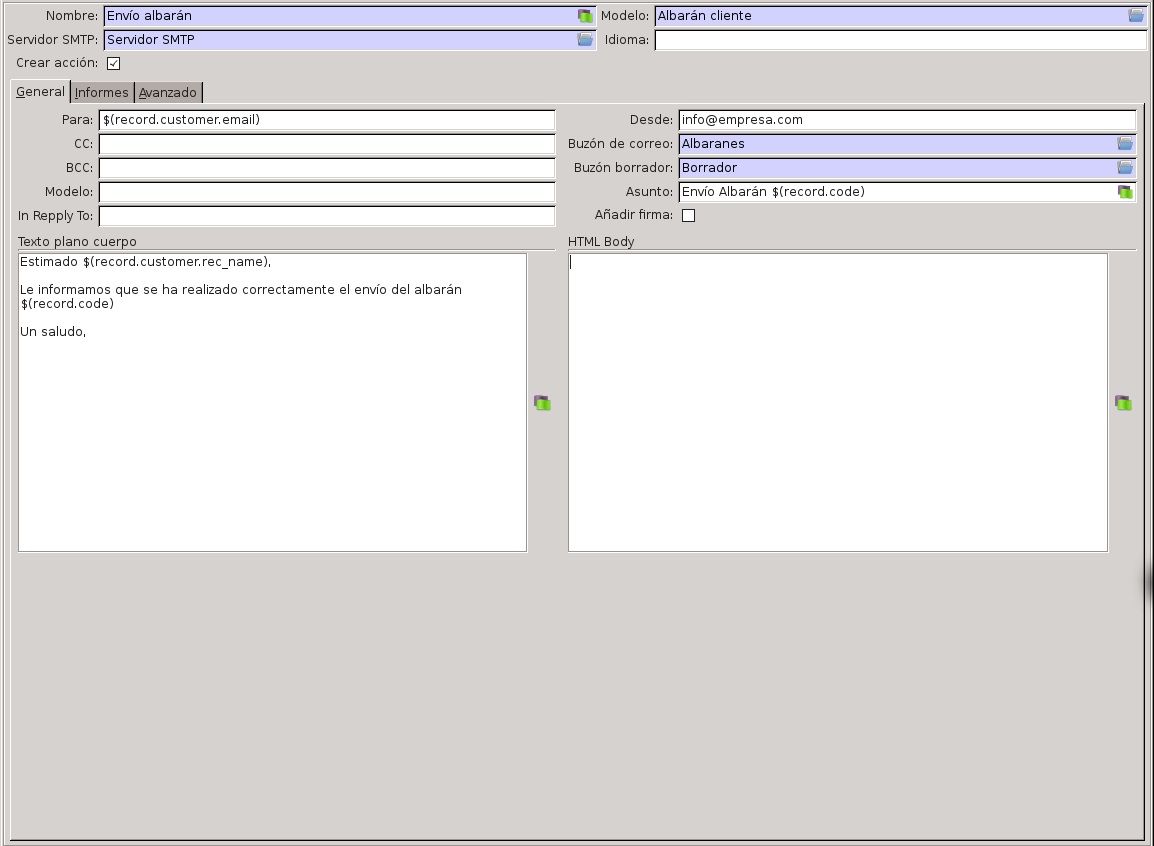 Nombre: Envío albarán Modelo: Albarán cliente
Servidor SMTP: Servidor SMTP Idioma:
Crear acción:
General Informes Avanzado
Para: $(record.customer.email) Desde: info@empresa.com
CC: Buzón de correo: Albaranes
BCC: Buzón borrador: Borrador
Modelo: Asunto: Envío Albarán $(record.code)
In Repply To: Añadir firma:
Texto plano cuerpo HTML Body
Estimado $(record.customer.rec_name),
Le informamos que se ha realizado correctamente el envío del albarán
$(record.code)
Un saludo,